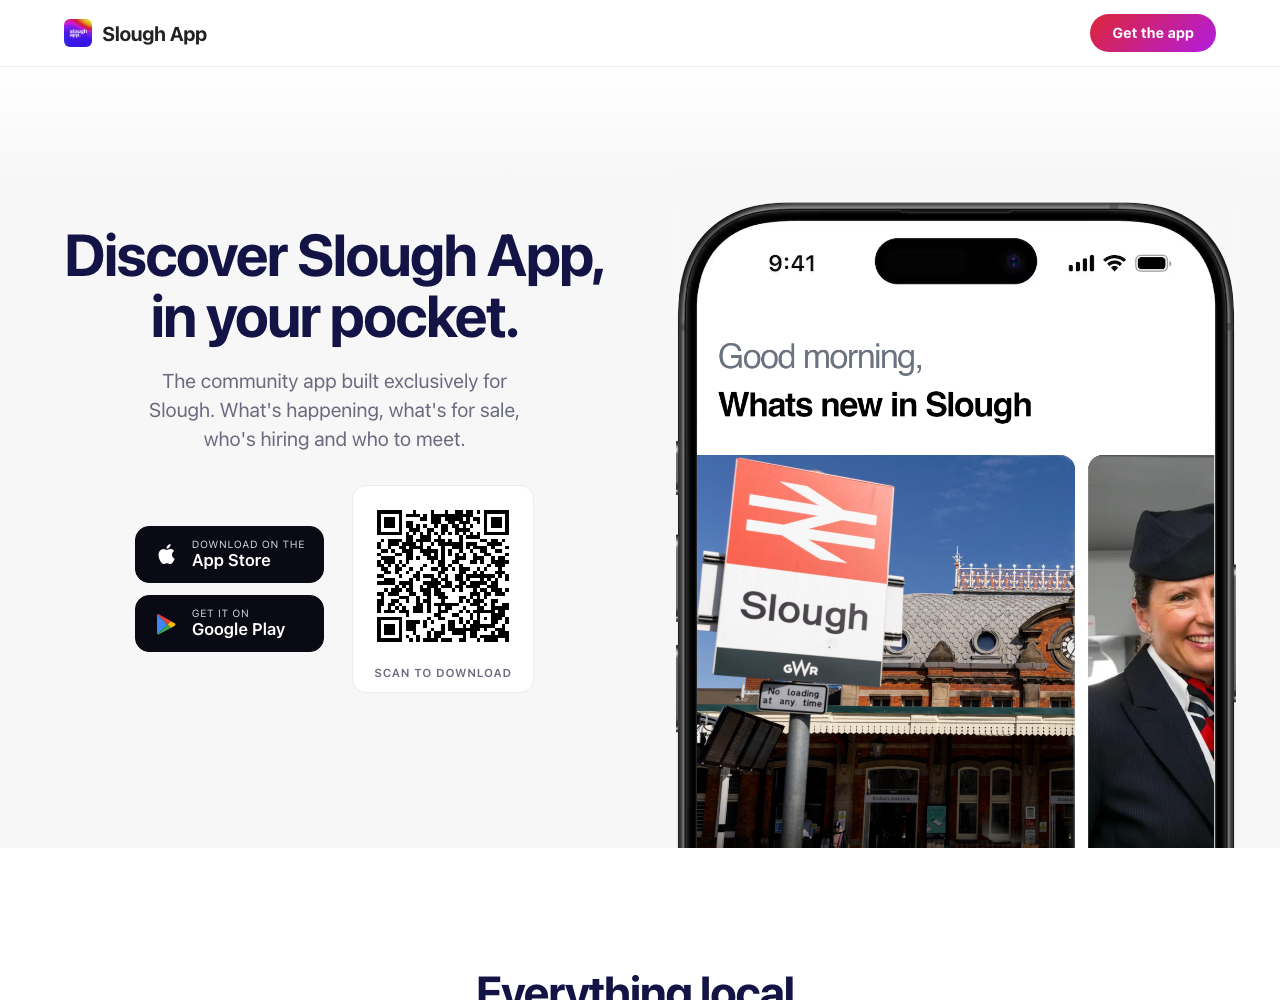 slough
app.
Slough App
Get the app
Discover Slough App,
in your pocket.
The community app built exclusively for
Slough. What's happening, what's for sale,
who's hiring and who to meet.
DOWNLOAD ON THE
App Store
GET IT ON
Google Play
SCAN TO DOWNLOAD
9:41
Good morning,
Whats new in Slough
Slough
GWR
No loading
at any time
Everything local